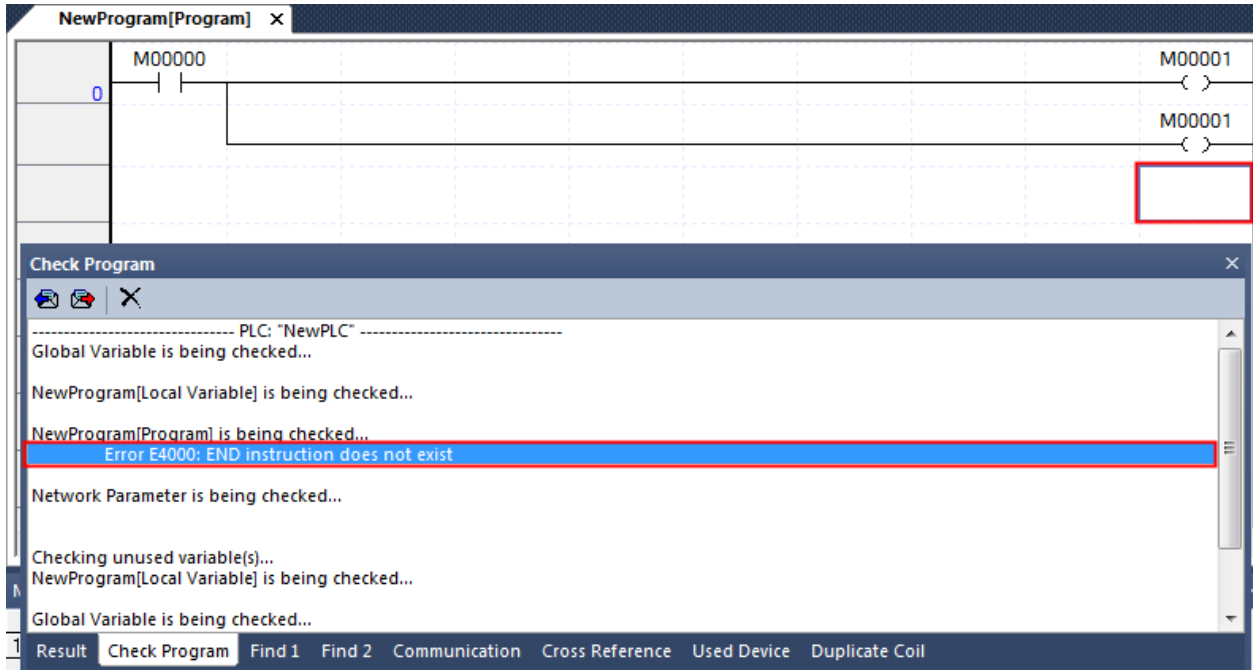 NewProgram[Program] X
M00000 M00001
0
M00001
Check Program
-------------------------------- PLC: "NewPLC" --------------------------------
Global Variable is being checked...
NewProgram[Local Variable] is being checked...
NewProgram[Program] is being checked...
Error E4000: END instruction does not exist
Network Parameter is being checked...
Checking unused variable(s)...
NewProgram[Local Variable] is being checked...
Global Variable is being checked...
1
Result Check Program Find 1 Find 2 Communication Cross Reference Used Device Duplicate Coil